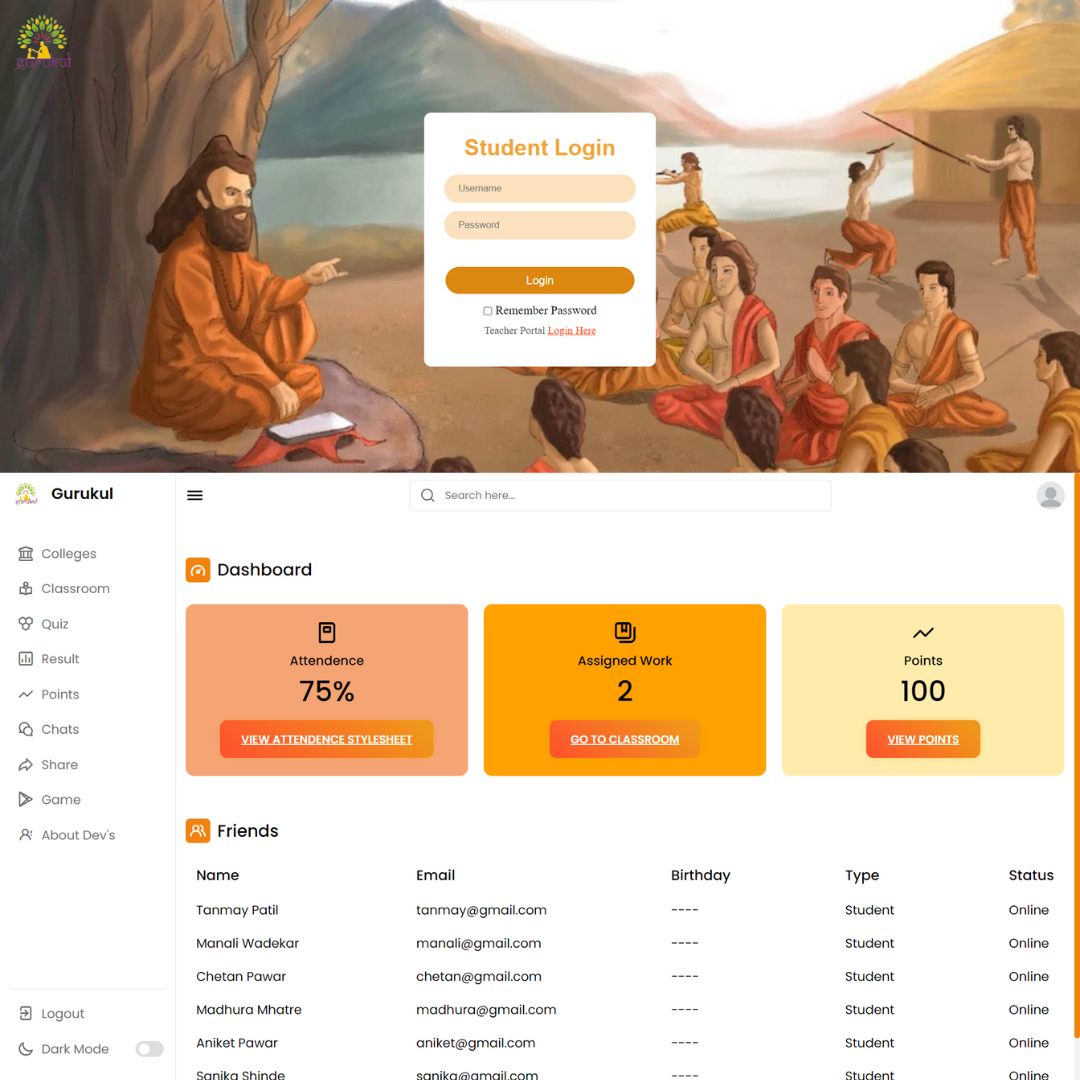 gurukul
Student Login
Username
Password
Login
Remember Password
Teacher Portal Login Here
Gurukul
Search here...
Colleges
Classroom
Quiz
Result
Points
Chats
Share
Game
About Dev's
Logout
Dark Mode
Dashboard
Attendence
75%
VIEW ATTENDENCE STYLESHEET
Assigned Work
2
GO TO CLASSROOM
Points
100
VIEW POINTS
Friends
Name Email Birthday Type Status
Tanmay Patil tanmay@gmail.com ---- Student Online
Manali Wadekar manali@gmail.com ---- Student Online
Chetan Pawar chetan@gmail.com ---- Student Online
Madhura Mhatre madhura@gmail.com ---- Student Online
Aniket Pawar aniket@gmail.com ---- Student Online
Sanika Shinde sanika@gmail.com ---- Student Online